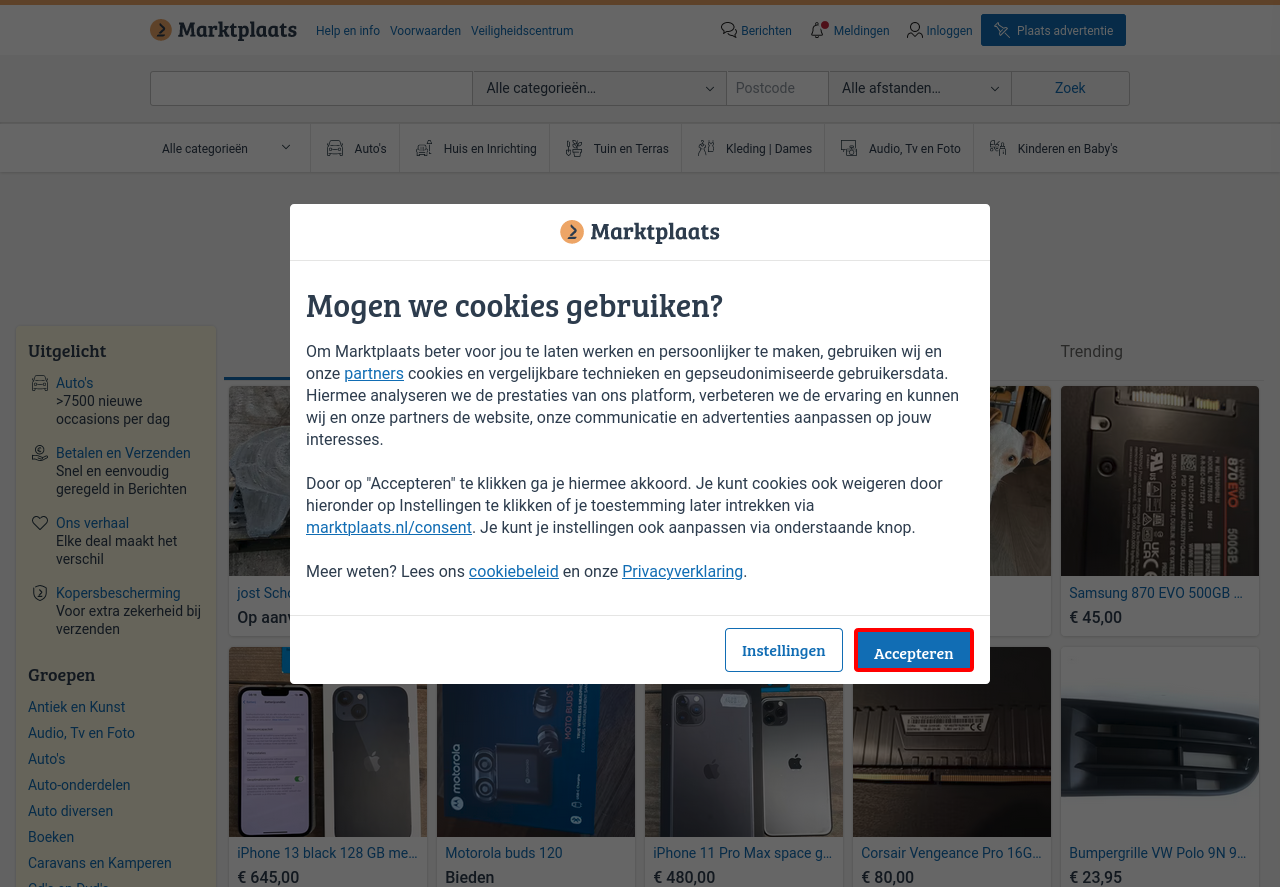 Marktplaats
Help en info
Voorwaarden
Veiligheidscentrum
Berichten
Meldingen
Inloggen
Plaats advertentie
Alle categorieën...
Postcode
Alle afstanden...
Zoek
Alle categorieën
Auto's
Huis en Inrichting
Tuin en Terras
Kleding | Dames
Audio, Tv en Foto
Kinderen en Baby's
Marktplaats
Mogen we cookies gebruiken?
Om Marktplaats beter voor jou te laten werken en persoonlijker te maken, gebruiken wij en
onze partners cookies en vergelijkbare technieken en gepseudonimiseerde gebruikersdata.
Hiermee analyseren we de prestaties van ons platform, verbeteren we de ervaring en kunnen
wij en onze partners de website, onze communicatie en advertenties aanpassen op jouw
interesses.
Door op "Accepteren" te klikken ga je hiermee akkoord. Je kunt cookies ook weigeren door
hieronder op Instellingen te klikken of je toestemming later intrekken via
marktplaats.nl/consent. Je kunt je instellingen ook aanpassen via onderstaande knop.
Meer weten? Lees ons cookiebeleid en onze Privacyverklaring.
Instellingen
Accepteren
Uitgelicht
Auto's
>7500 nieuwe
occasions per dag
Betalen en Verzenden
Snel en eenvoudig
geregeld in Berichten
Ons verhaal
Elke deal maakt het
verschil
Kopersbescherming
Voor extra zekerheid bij
verzenden
Groepen
Antiek en Kunst
Audio, Tv en Foto
Auto's
Auto-onderdelen
Auto diversen
Boeken
Caravans en Kamperen
Cd's en Dvd's
Trending
870 EVO
500GB
jost
Op
Samsung 870 EVO 500GB ...
€ 45,00
motorola
MOTO BUDS
iPhone 13 black 128 GB me...
€ 645,00
Motorola buds 120
Bieden
iPhone 11 Pro Max space g...
€ 480,00
Corsair Vengeance Pro 16G...
€ 80,00
Bumpergrille VW Polo 9N 9...
€ 23,95